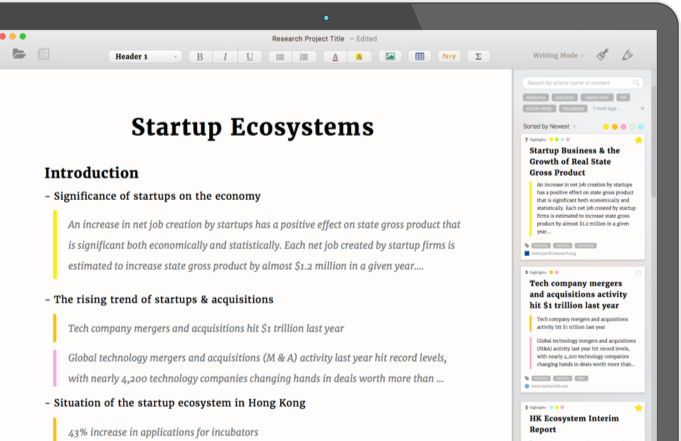 Research Project Title — Edited
Header 1
B I U
A A
f=x+y
Σ
Writing Mode
Startup Ecosystems
Introduction
- Significance of startups on the economy
An increase in net job creation by startups has a positive effect on state gross product that
is significant both economically and statistically. Each net job created by startup firms is
estimated to increase state gross product by almost $1.2 million in a given year....
- The rising trend of startups & acquisitions
Tech company mergers and acquisitions hit $1 trillion last year
Global technology mergers and acquisitions (M & A) activity last year hit record levels,
with nearly 4,200 technology companies changing hands in deals worth more than ...
- Situation of the startup ecosystem in Hong Kong
43% increase in applications for incubators
Search by article name or content
Sorted by Newest
7 Highlights
Startup Business & the
Growth of Real State
Gross Product
An increase in net job creation by startups
has a positive effect on state gross product
that is significant both economically and
statistically. Each net job created by startup
firms is estimated to increase state gross
product by almost $1.2 million in a given
year...
www.pacificresearch.org
Highlights
Tech company mergers
and acquisitions activity
hit $1 trillion last year
Tech company mergers and acquisitions
activity hit $1 trillion last year
Global technology mergers and acquisitions
(M&A) activity last year hit record levels,
with nearly 4,200 technology companies
changing hands in deals worth more than...
Highlights
HK Ecosystem Interim
Report